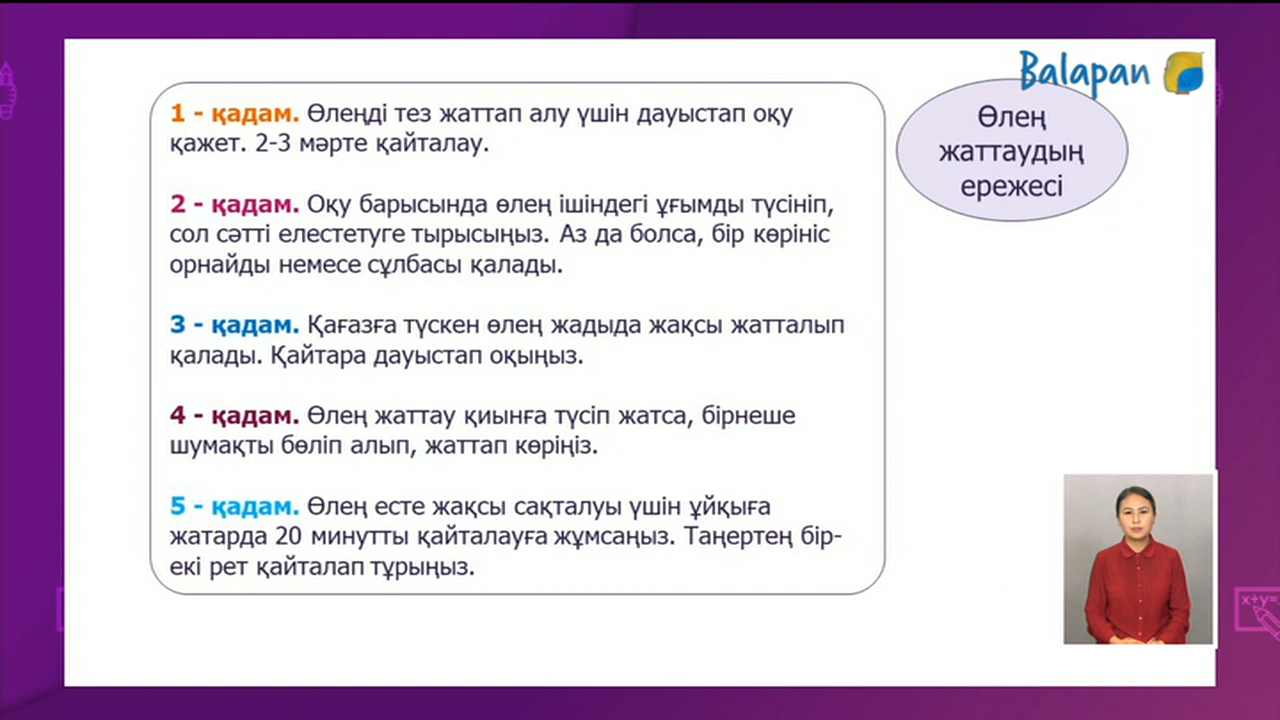 Balapan
1 - қадам. Өлеңді тез жаттап алу үшін дауыстап оқу
қажет. 2-3 мәрте қайталау.
2 - қадам. Оқу барысында өлең ішіндегі ұғымды түсініп,
сол сәтті елестетуге тырысыңыз. Аз да болса, бір көрініс
орнайды немесе сұлбасы қалады.
3 - қадам. Қағазға түскен өлең жадыда жақсы жатталып
қалады. Қайтара дауыстап оқыңыз.
4 - қадам. Өлең жаттау қиынға түсіп жатса, бірнеше
шумақты бөліп алып, жаттап көріңіз.
5 - қадам. Өлең есте жақсы сақталуы үшін ұйқыға
жатарда 20 минутты қайталауға жұмсаңыз. Таңертең бір-
екі рет қайталап тұрыңыз.
Өлең
жаттаудың
ережесі
x+y=